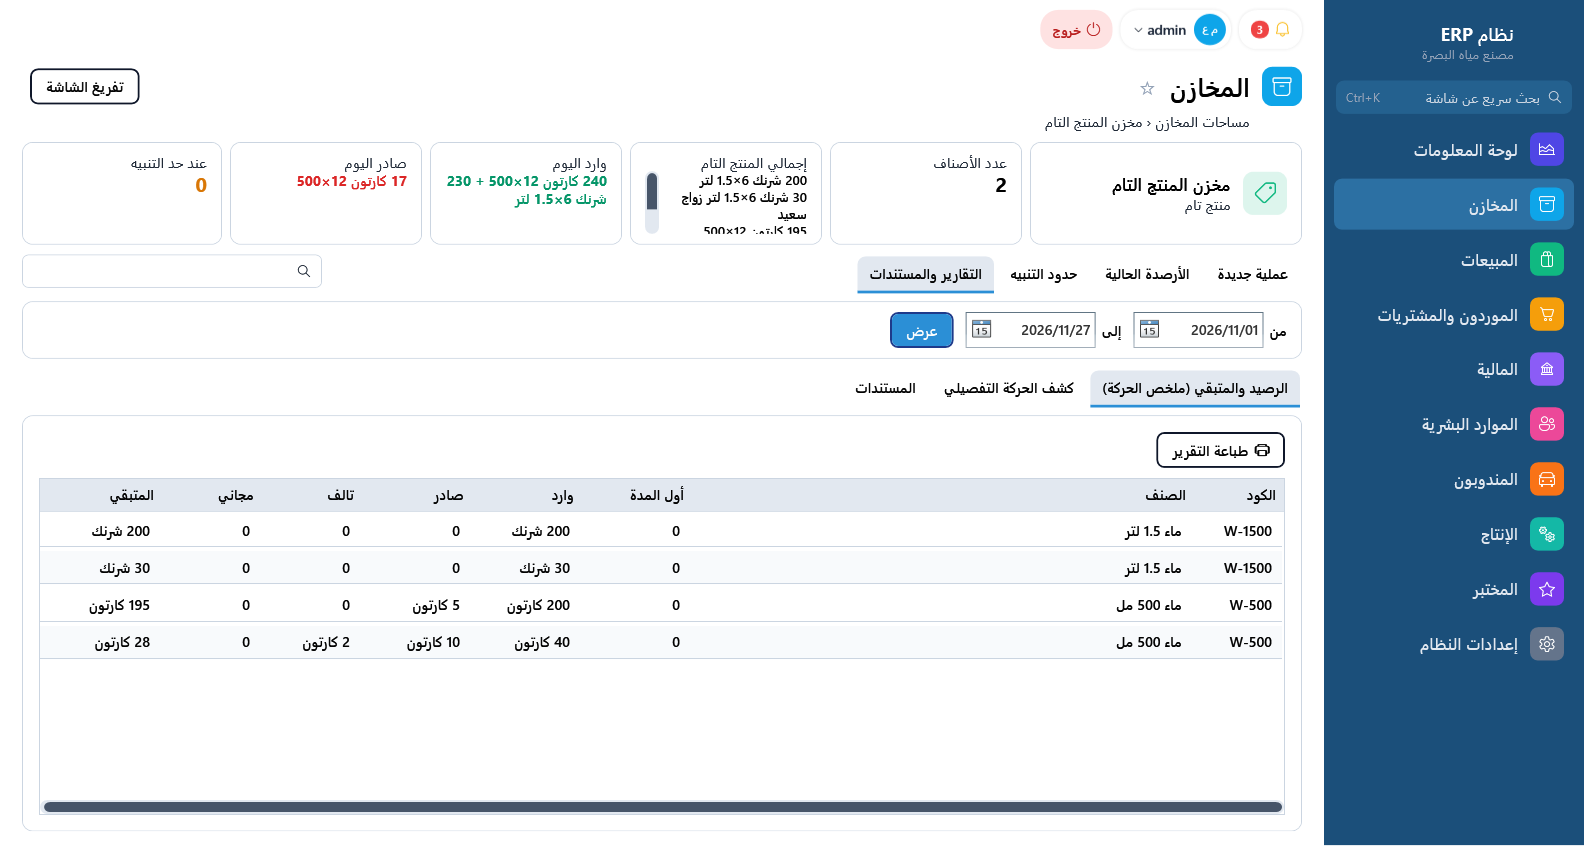 نظام ERP
مصنع مياه البصرة
بحث سريع عن شاشة
Ctrl+K
لوحة المعلومات
المخازن
المبيعات
الموردون والمشتريات
المالية
الموارد البشرية
المندوبون
الإنتاج
المختبر
إعدادات النظام
3
م ع admin
خروج
المخازن
مساحات المخازن ‹ مخزن المنتج التام
تفريغ الشاشة
مخزن المنتج التام
منتج تام
عدد الأصناف
2
إجمالي المنتج التام
200 شرنك 6×1.5 لتر
30 شرنك 6×1.5 لتر زواج
سعيد
195 كارتون 12×500
وارد اليوم
240 كارتون 12×500 + 230
شرنك 6×1.5 لتر
صادر اليوم
17 كارتون 12×500
عند حد التنبيه
0
عملية جديدة
الأرصدة الحالية
حدود التنبيه
التقارير والمستندات
من 2026/11/01 15 إلى 2026/11/27 15 عرض
الرصيد والمتبقي (ملخص الحركة)
كشف الحركة التفصيلي
المستندات
طباعة التقرير
الكود الصنف أول المدة وارد صادر تالف مجاني المتبقي
W-1500 ماء 1.5 لتر 0 200 شرنك 0 0 0 200 شرنك
W-1500 ماء 1.5 لتر 0 30 شرنك 0 0 0 30 شرنك
W-500 ماء 500 مل 0 200 كارتون 5 كارتون 0 0 195 كارتون
W-500 ماء 500 مل 0 40 كارتون 10 كارتون 2 كارتون 0 28 كارتون